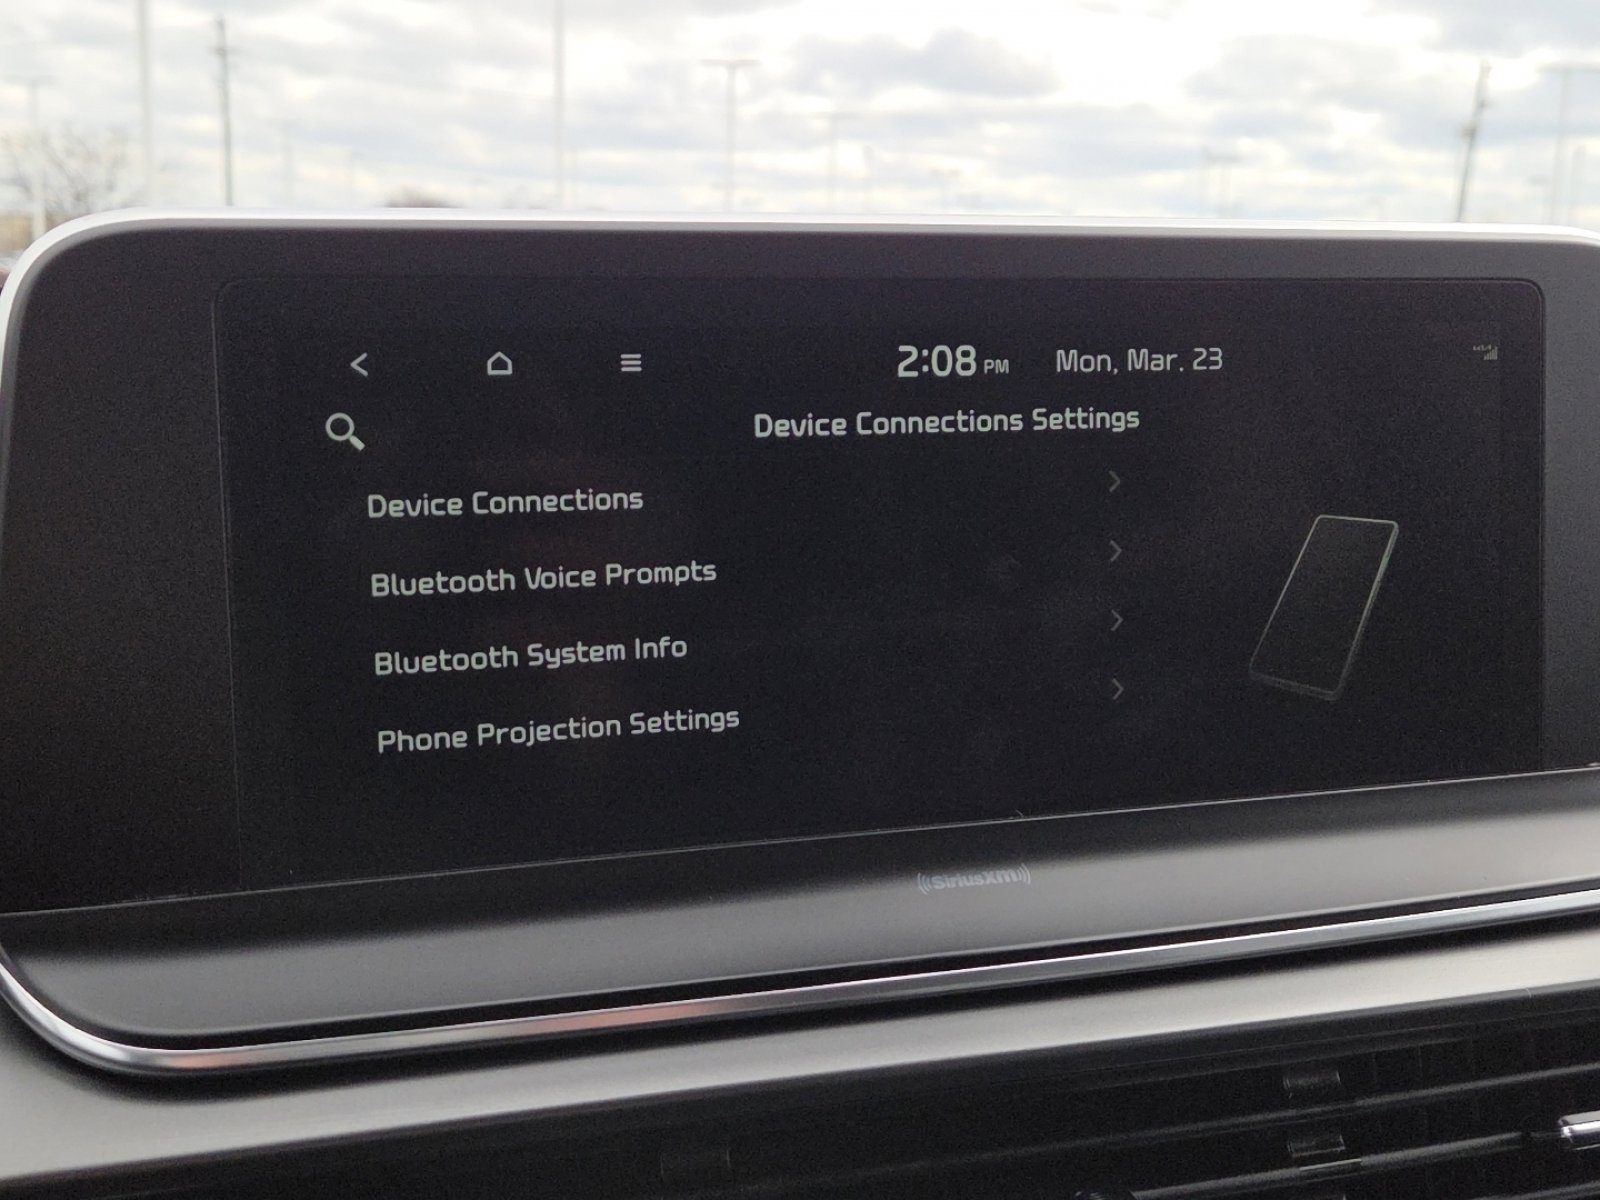 2:08 PM Mon, Mar. 23
KIA
Device Connections Settings
Device Connections
Bluetooth Voice Prompts
Bluetooth System Info
Phone Projection Settings
SiriusXM